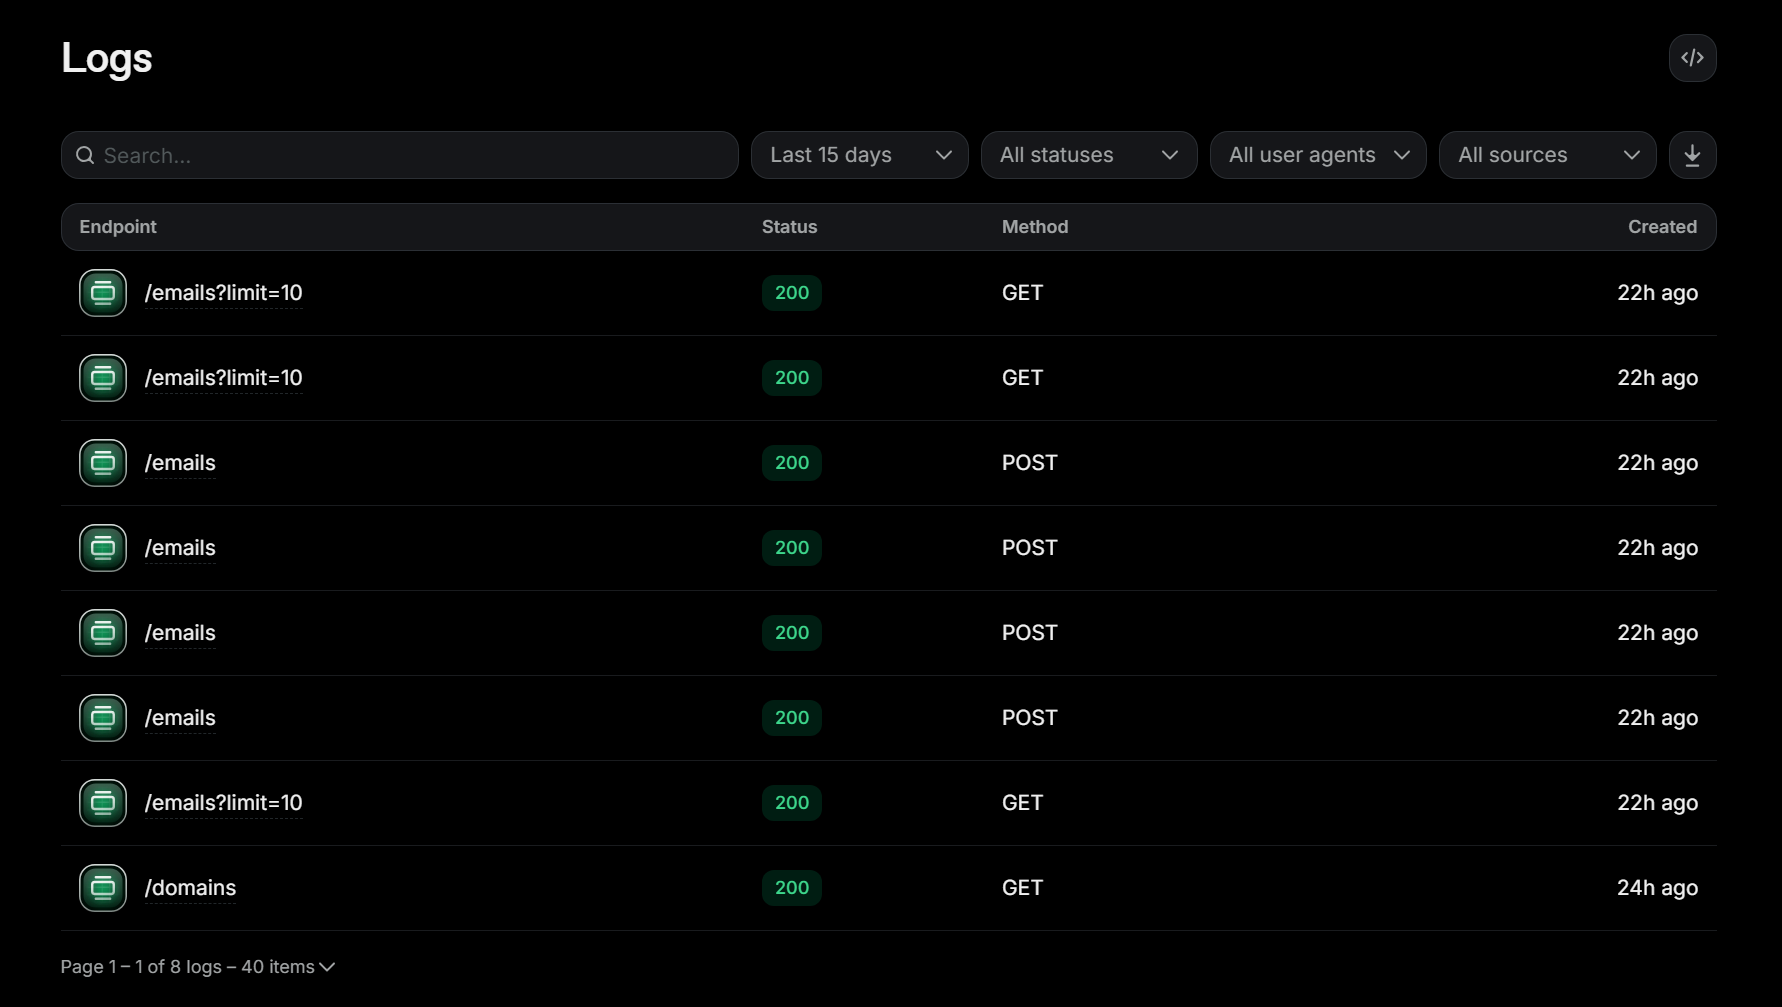 Logs
Search...
Last 15 days
All statuses
All user agents
All sources
Endpoint Status Method Created
/emails?limit=10 200 GET 22h ago
/emails?limit=10 200 GET 22h ago
/emails 200 POST 22h ago
/emails 200 POST 22h ago
/emails 200 POST 22h ago
/emails 200 POST 22h ago
/emails?limit=10 200 GET 22h ago
/domains 200 GET 24h ago
Page 1 – 1 of 8 logs – 40 items